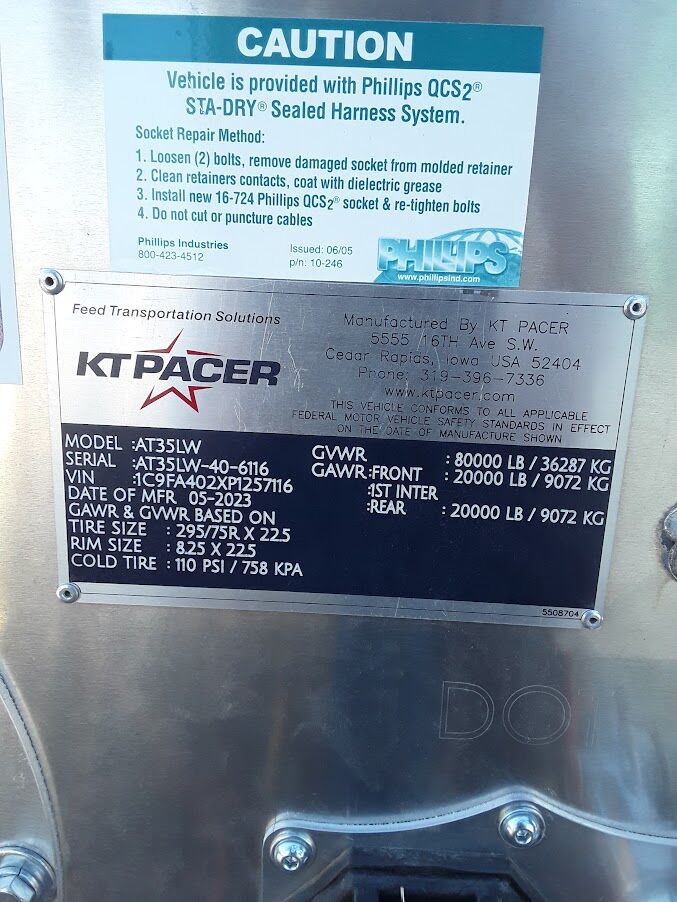 CAUTION
Vehicle is provided with Phillips QCS2®
STA-DRY® Sealed Harness System.
Socket Repair Method:
1. Loosen (2) bolts, remove damaged socket from molded retainer
2. Clean retainers contacts, coat with dielectric grease
3. Install new 16-724 Phillips QCS2® socket & re-tighten bolts
4. Do not cut or puncture cables
Phillips Industries
800-423-4512
Issued: 06/05
p/n: 10-246
PHILLIPS
www.phillipsind.com
Feed Transportation Solutions
KT PACER
Manufactured By KT PACER
5555 16TH Ave S.W.
Cedar Rapids, Iowa USA 52404
Phone: 319-396-7336
www.ktpacer.com
THIS VEHICLE CONFORMS TO ALL APPLICABLE
FEDERAL MOTOR VEHICLE SAFETY STANDARDS IN EFFECT
ON THE DATE OF MANUFACTURE SHOWN
MODEL :AT35LW
SERIAL :AT35LW-40-6116
VIN :1C9FA402XP1257116
DATE OF MFR 05-2023
GAWR & GVWR BASED ON
TIRE SIZE : 295/75R X 22.5
RIM SIZE : 8.25 X 22.5
COLD TIRE : 110 PSI / 758 KPA
GVWR : 80000 LB / 36287 KG
GAWR :FRONT : 20000 LB / 9072 KG
:1ST INTER
:REAR : 20000 LB / 9072 KG
5508704